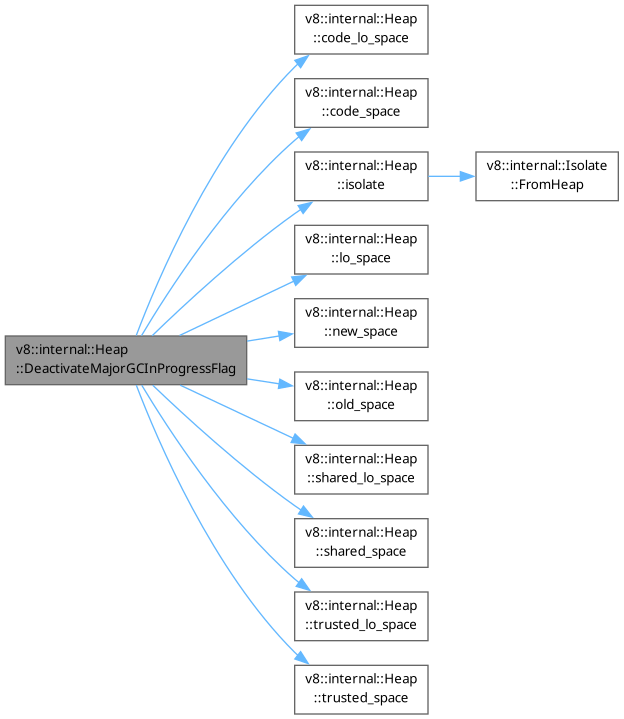 v8::internal::Heap
::code_lo_space
v8::internal::Heap
::code_space
v8::internal::Heap
::isolate
v8::internal::Isolate
::FromHeap
v8::internal::Heap
::lo_space
v8::internal::Heap
::new_space
v8::internal::Heap
::DeactivateMajorGCInProgressFlag
v8::internal::Heap
::old_space
v8::internal::Heap
::shared_lo_space
v8::internal::Heap
::shared_space
v8::internal::Heap
::trusted_lo_space
v8::internal::Heap
::trusted_space